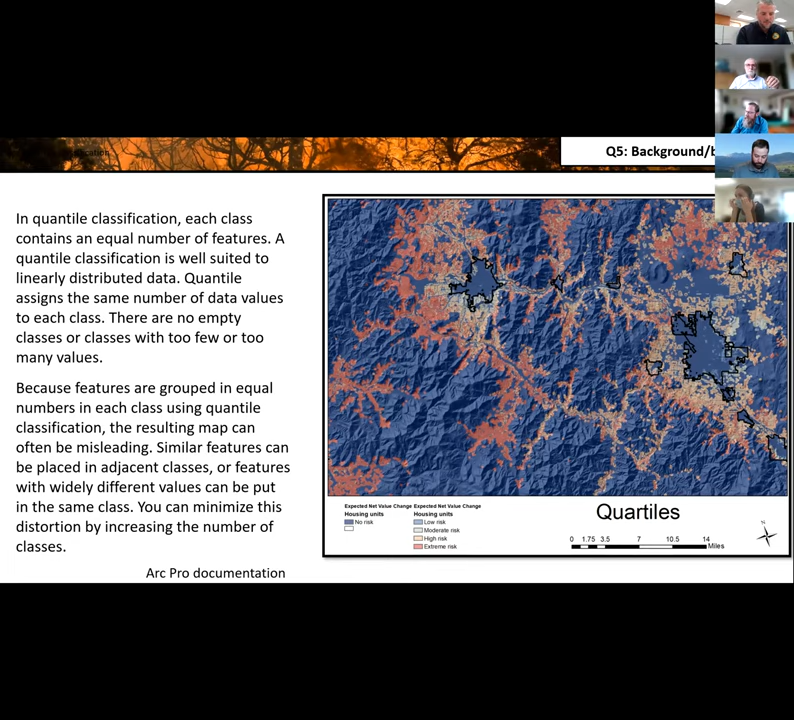 Q5: Background/b
In quantile classification, each class
contains an equal number of features. A
quantile classification is well suited to
linearly distributed data. Quantile
assigns the same number of data values
to each class. There are no empty
classes or classes with too few or too
many values.
Because features are grouped in equal
numbers in each class using quantile
classification, the resulting map can
often be misleading. Similar features can
be placed in adjacent classes, or features
with widely different values can be put
in the same class. You can minimize this
distortion by increasing the number of
classes.
Arc Pro documentation
Expected Net Value Change
Housing units
No risk
Expected Net Value Change
Housing units
Low risk
Moderate risk
High risk
Extreme risk
Quartiles
0 1.75 3.5 7 10.5 14
Miles
N